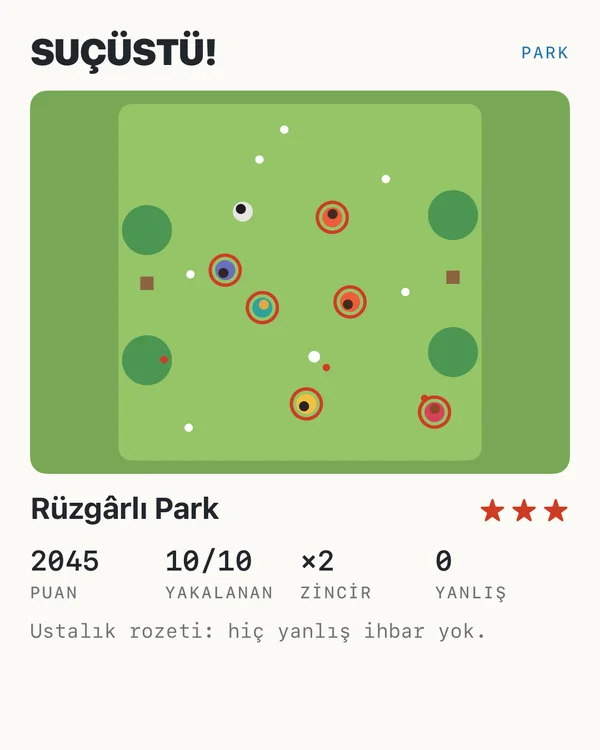 SUÇÜSTÜ!
PARK
Rüzgârlı Park
2045 10/10 ×2 0
PUAN YAKALANAN ZİNCİR YANLIŞ
Ustalık rozeti: hiç yanlış ihbar yok.